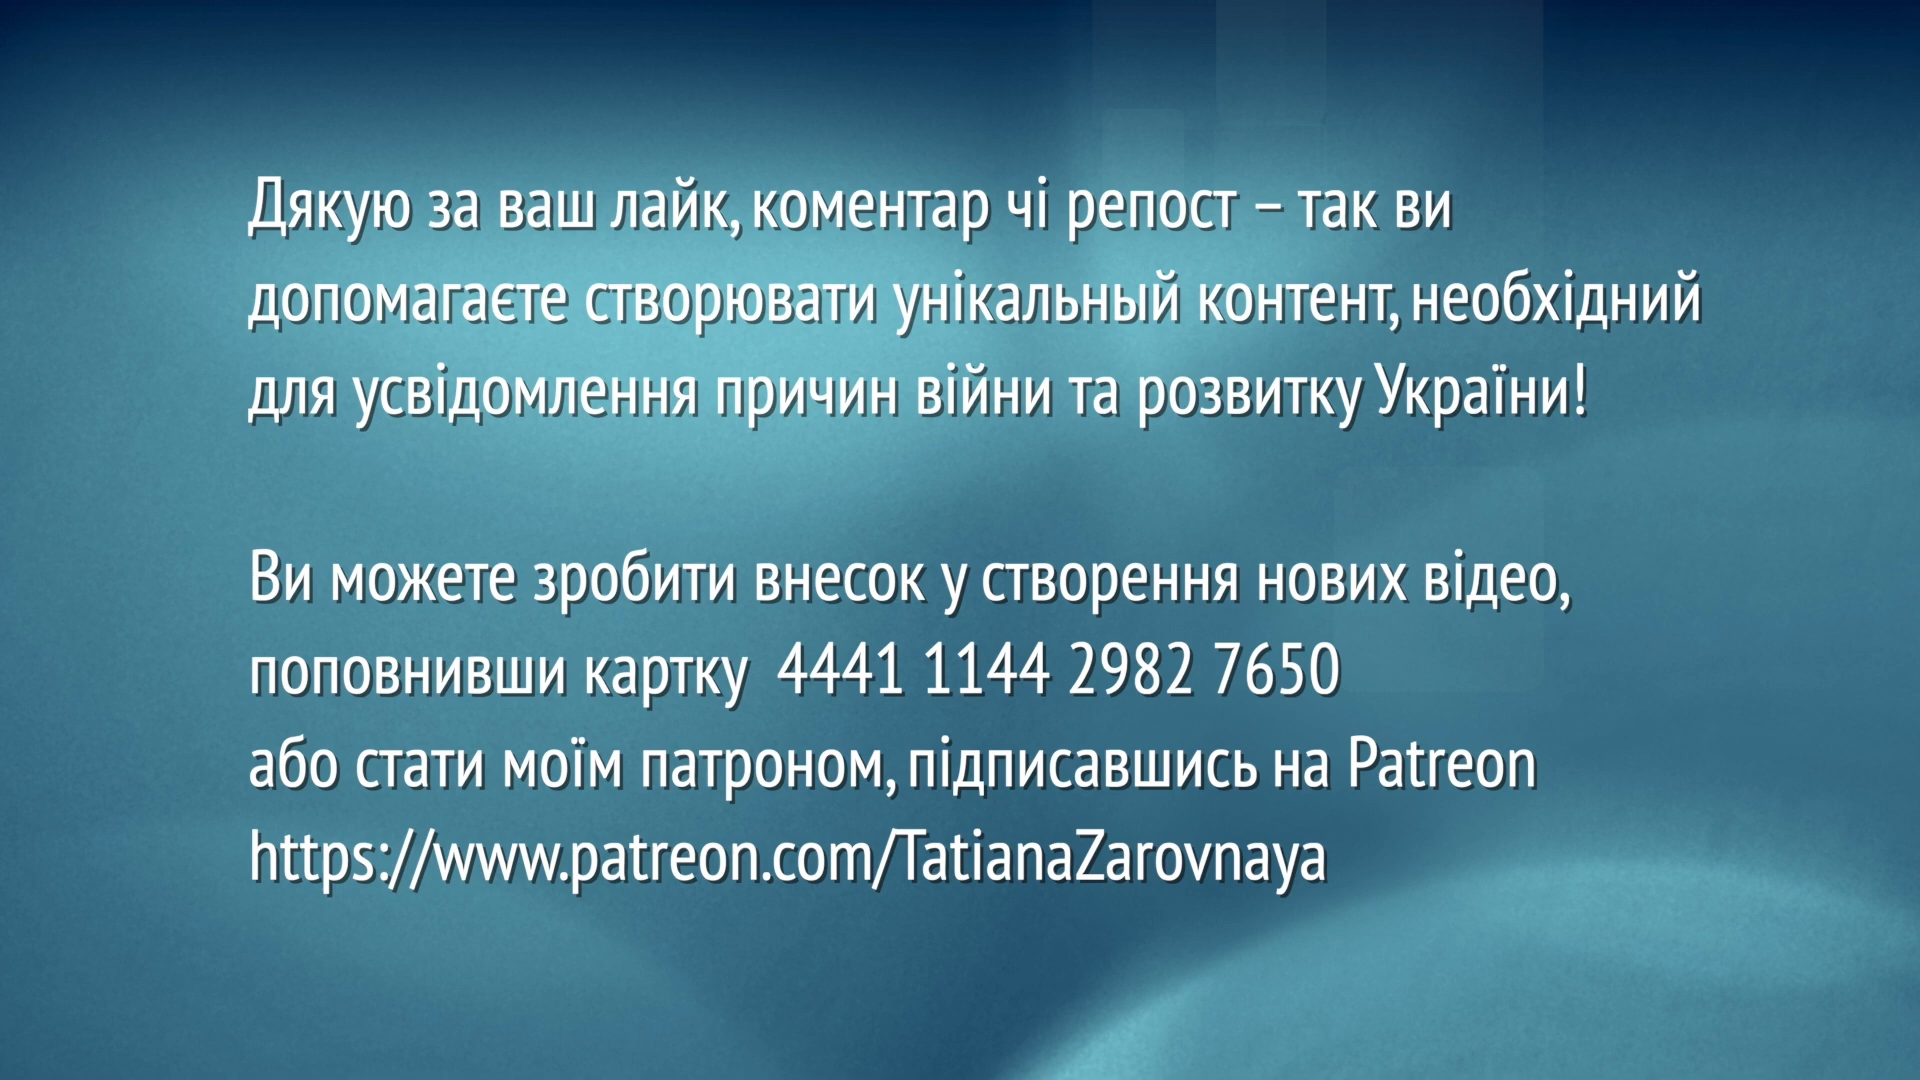 Дякую за ваш лайк, коментар чі репост – так ви
допомагаєте створювати унікальный контент, необхідний
для усвідомлення причин війни та розвитку України!
Ви можете зробити внесок у створення нових відео,
поповнивши картку 4441 1144 2982 7650
або стати моїм патроном, підписавшись на Patreon
https://www.patreon.com/TatianaZarovnaya